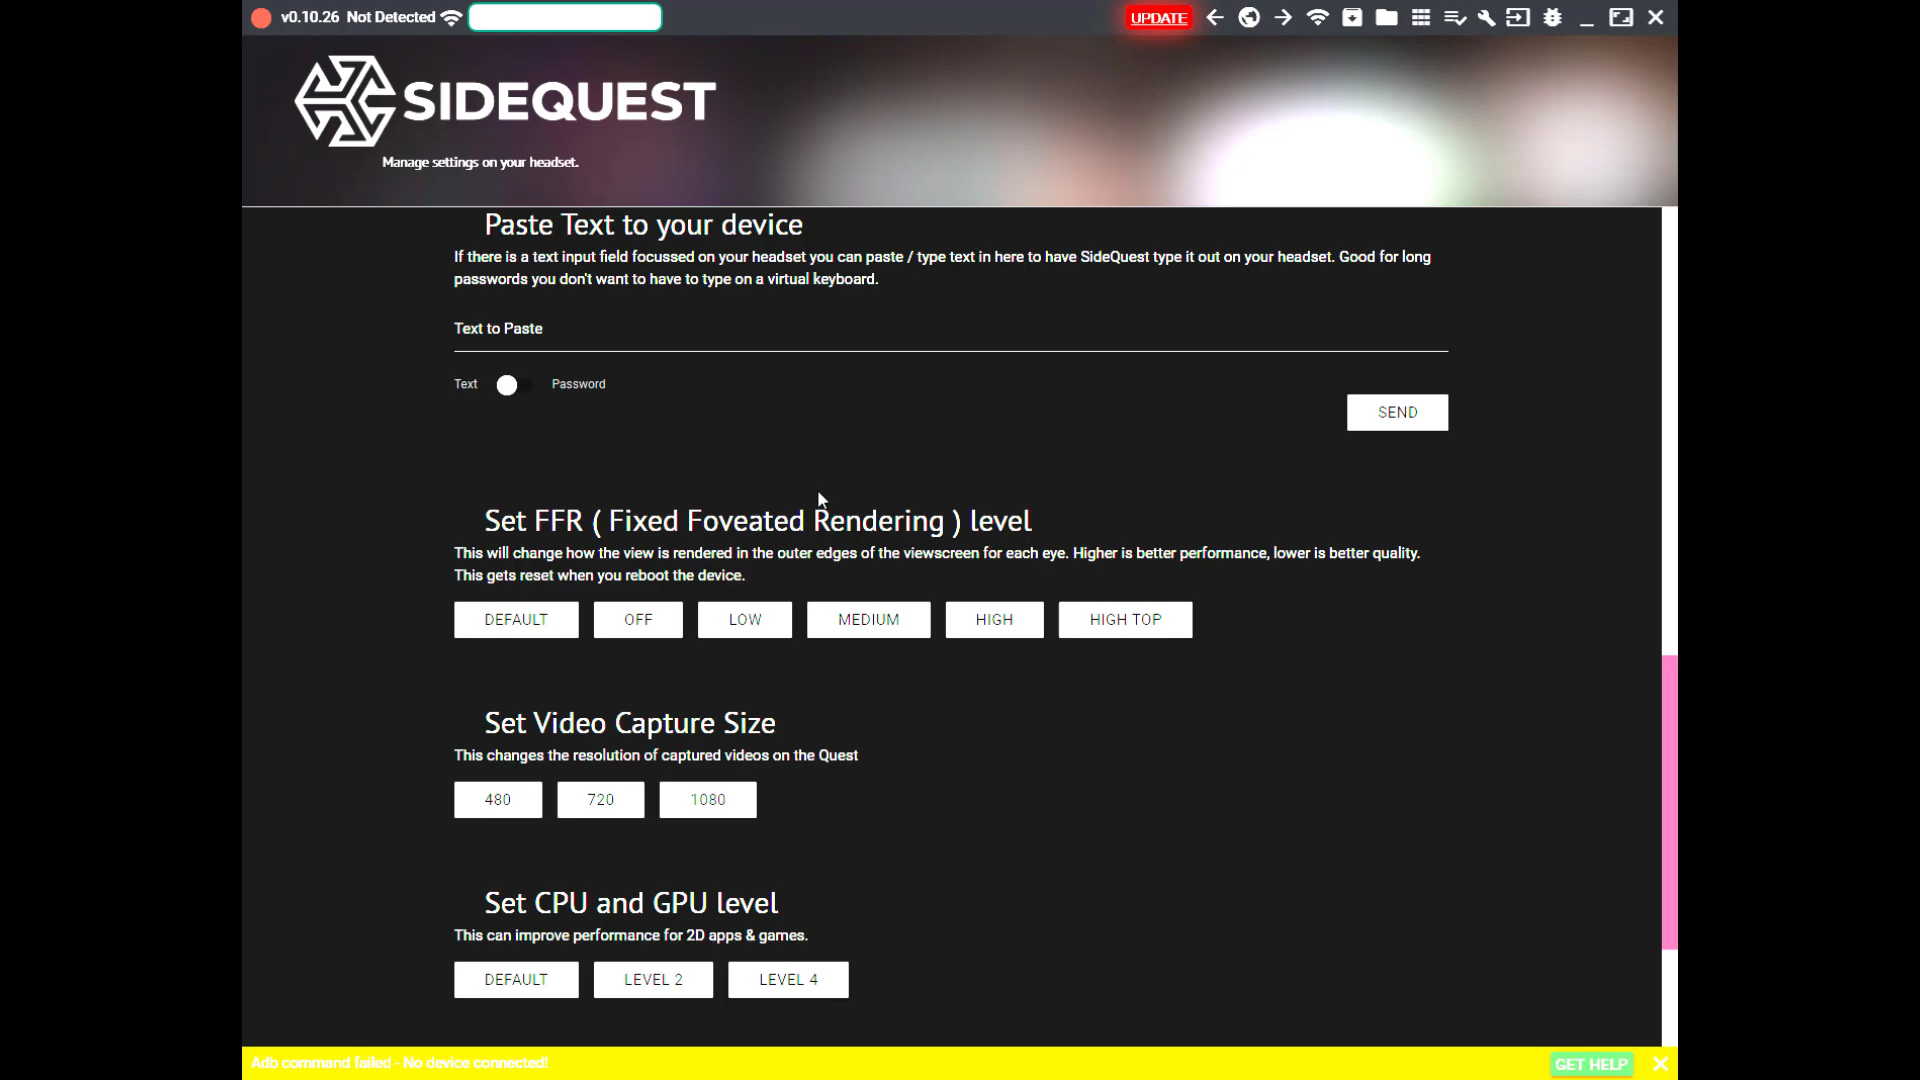 v0.10.26 Not Detected
UPDATE
SIDEQUEST
Manage settings on your headset.
Paste Text to your device
If there is a text input field focussed on your headset you can paste / type text in here to have SideQuest type it out on your headset. Good for long
passwords you don't want to have to type on a virtual keyboard.
Text to Paste
Text Password
SEND
Set FFR ( Fixed Foveated Rendering ) level
This will change how the view is rendered in the outer edges of the viewscreen for each eye. Higher is better performance, lower is better quality.
This gets reset when you reboot the device.
DEFAULT OFF LOW MEDIUM HIGH HIGH TOP
Set Video Capture Size
This changes the resolution of captured videos on the Quest
480 720 1080
Set CPU and GPU level
This can improve performance for 2D apps & games.
DEFAULT LEVEL 2 LEVEL 4
Adb command failed - No device connected! GET HELP